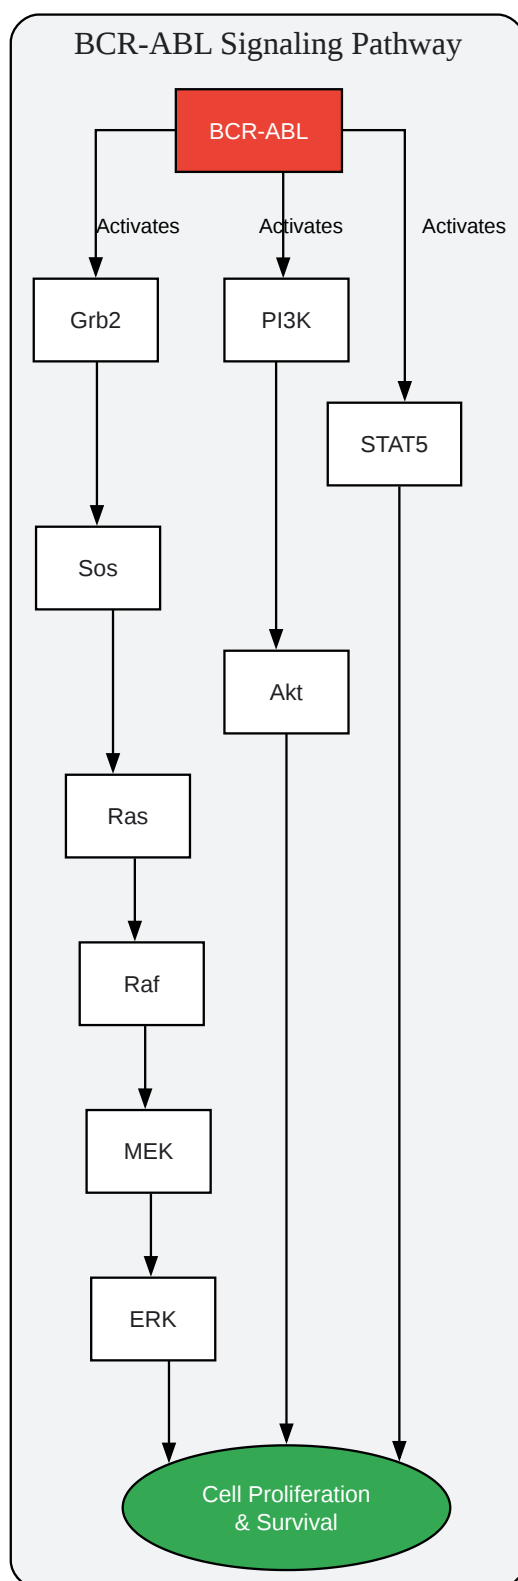 BCR-ABL Signaling Pathway
BCR-ABL
Activates
Activates
Activates
Grb2
PI3K
STAT5
Sos
Akt
Ras
Raf
MEK
ERK
Cell Proliferation
& Survival